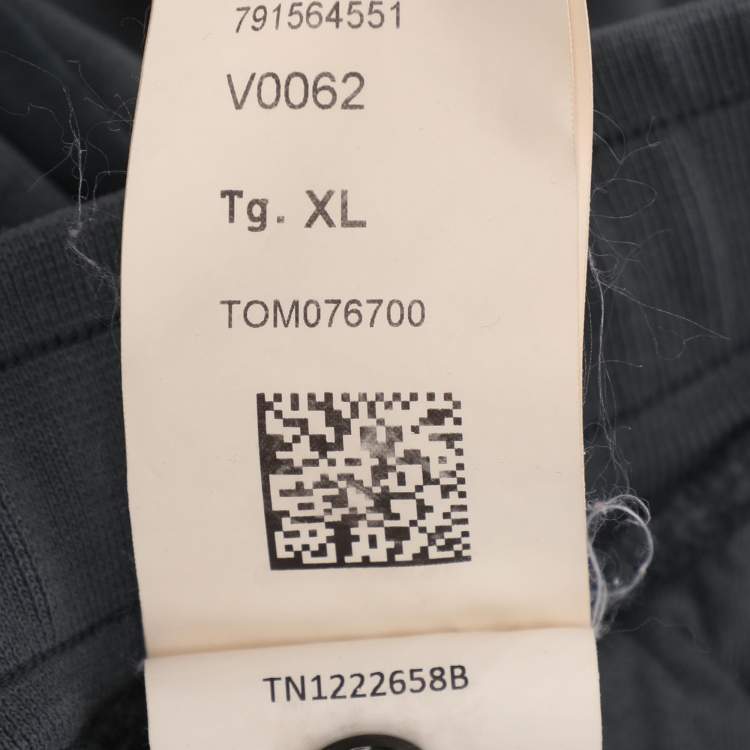 791564551
V0062
Tg. XL
TOM076700
TN1222658B